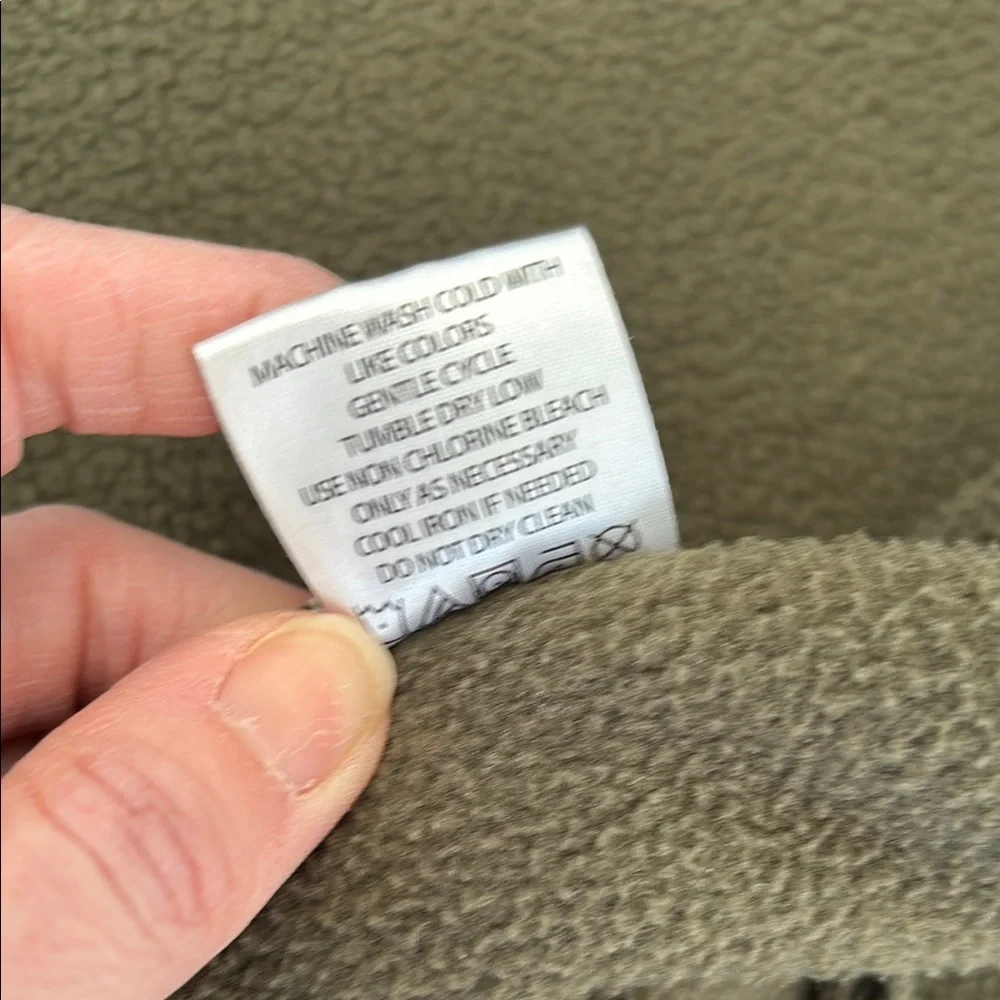 MACHINE WASH COLD WITH
LIKE COLORS
GENTLE CYCLE
TUMBLE DRY LOW
USE NON CHLORINE BLEACH
ONLY AS NECESSARY
COOL IRON IF NEEDED
DO NOT DRY CLEAN